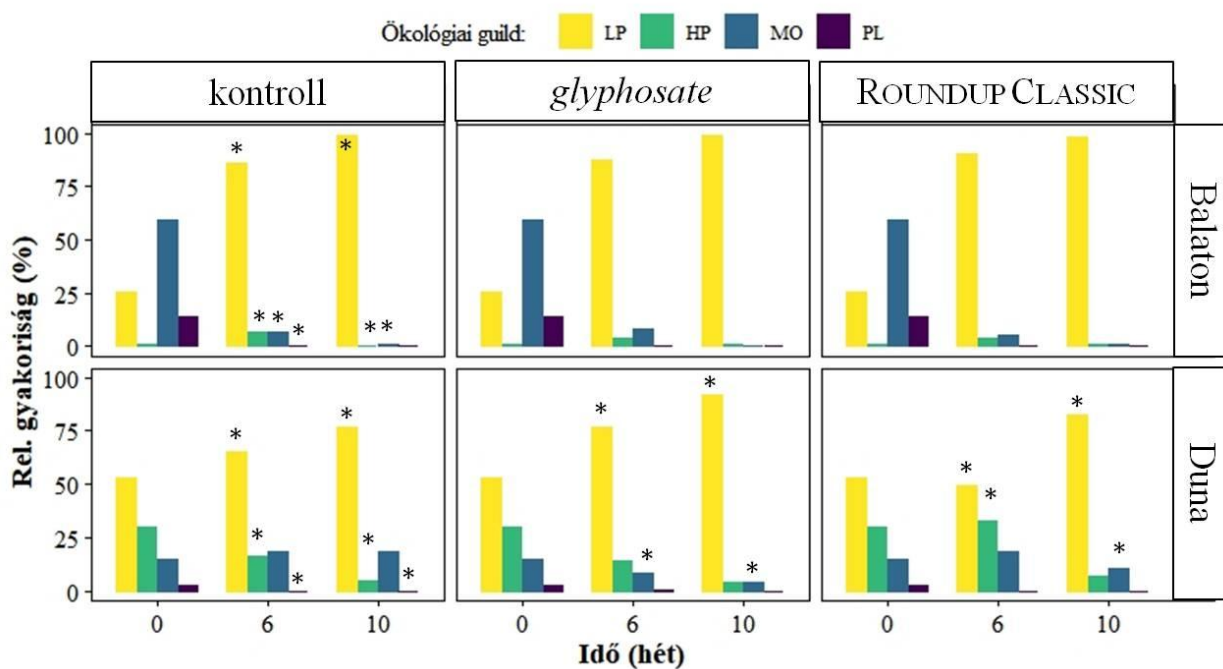 Ökológiai guild: LP HP MO PL
kontroll glyphosate ROUNDUP CLASSIC
Rel. gyakoriság (%)
100
75
50
25
0
* * * * * * * *
Balaton
100
75
50
25
0
* * * * * * * * * * * * * *
Duna
0 6 10 0 6 10 0 6 10
Idő (hét)